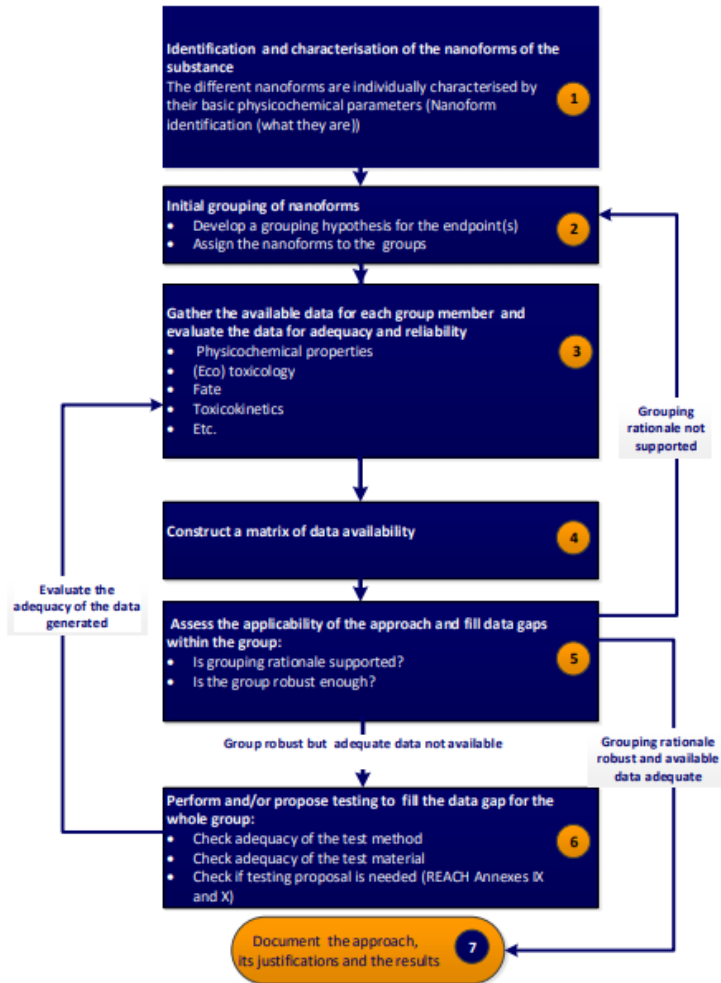 Identification and characterisation of the nanoforms of the
substance
The different nanoforms are individually characterised by
their basic physicochemical parameters (Nanoform
identification (what they are))
1
Initial grouping of nanoforms
• Develop a grouping hypothesis for the endpoint(s)
• Assign the nanoforms to the groups
2
Gather the available data for each group member and
evaluate the data for adequacy and reliability
• Physicochemical properties
• (Eco) toxicology
• Fate
• Toxicokinetics
• Etc.
3
Grouping
rationale not
supported
Construct a matrix of data availability
4
Evaluate the
adequacy of the data
generated
Assess the applicability of the approach and fill data gaps
within the group:
• Is grouping rationale supported?
• Is the group robust enough?
5
Group robust but adequate data not available
Grouping rationale
robust and available
data adequate
Perform and/or propose testing to fill the data gap for the
whole group:
• Check adequacy of the test method
• Check adequacy of the test material
• Check if testing proposal is needed (REACH Annexes IX
and X)
6
Document the approach,
its justifications and the results
7